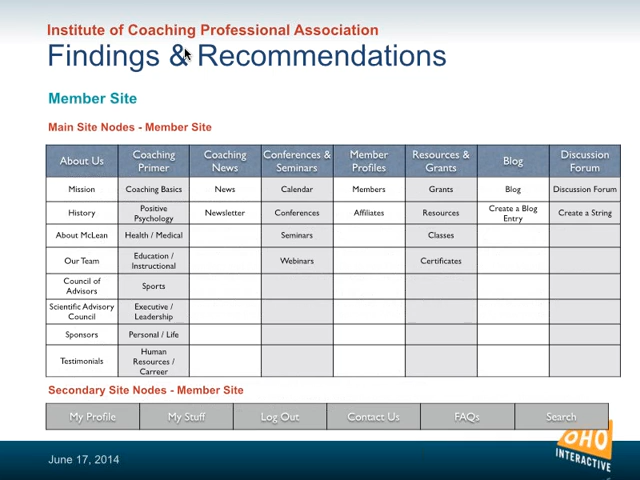 Institute of Coaching Professional Association
Findings & Recommendations
Member Site
Main Site Nodes - Member Site
About Us
Coaching Primer
Coaching News
Conferences & Seminars
Member Profiles
Resources & Grants
Blog
Discussion Forum
Mission
Coaching Basics
News
Calendar
Members
Grants
Blog
Discussion Forum
History
Positive Psychology
Newsletter
Conferences
Affiliates
Resources
Create a Blog Entry
Create a String
About McLean
Health / Medical
Seminars
Classes
Our Team
Education / Instructional
Webinars
Certificates
Council of Advisors
Sports
Scientific Advisory Council
Executive / Leadership
Sponsors
Personal / Life
Testimonials
Human Resources / Carreer
Secondary Site Nodes - Member Site
My Profile
My Stuff
Log Out
Contact Us
FAQs
Search
June 17, 2014
OHO
INTERACTIVE